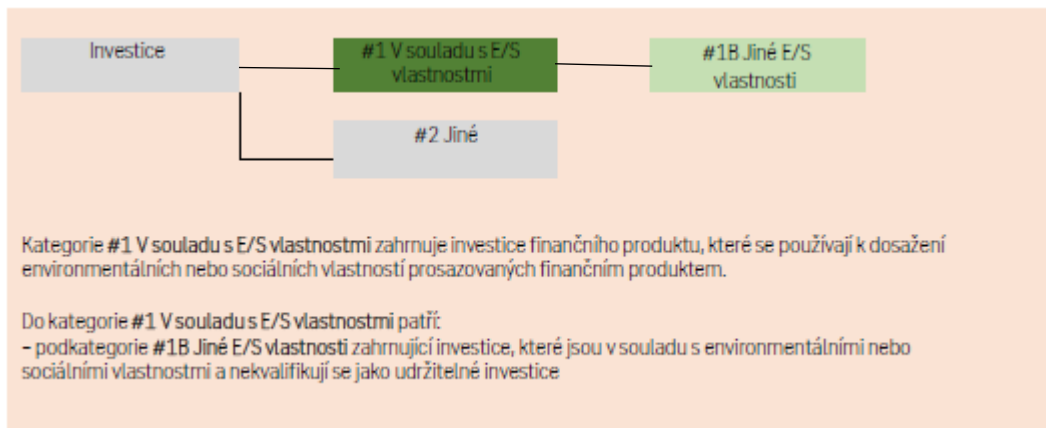 Investice
#1 V souladu s E/S
vlastnostmi
#1B Jiné E/S
vlastnosti
#2 Jiné
Kategorie #1 V souladu s E/S vlastnostmi zahrnuje investice finančního produktu, které se používají k dosažení
environmentálních nebo sociálních vlastností prosazovaných finančním produktem.
Do kategorie #1 V souladu s E/S vlastnostmi patří:
– podkategorie #1B Jiné E/S vlastnosti zahrnující investice, které jsou v souladu s environmentálními nebo
sociálními vlastnostmi a nekvalifikují se jako udržitelné investice